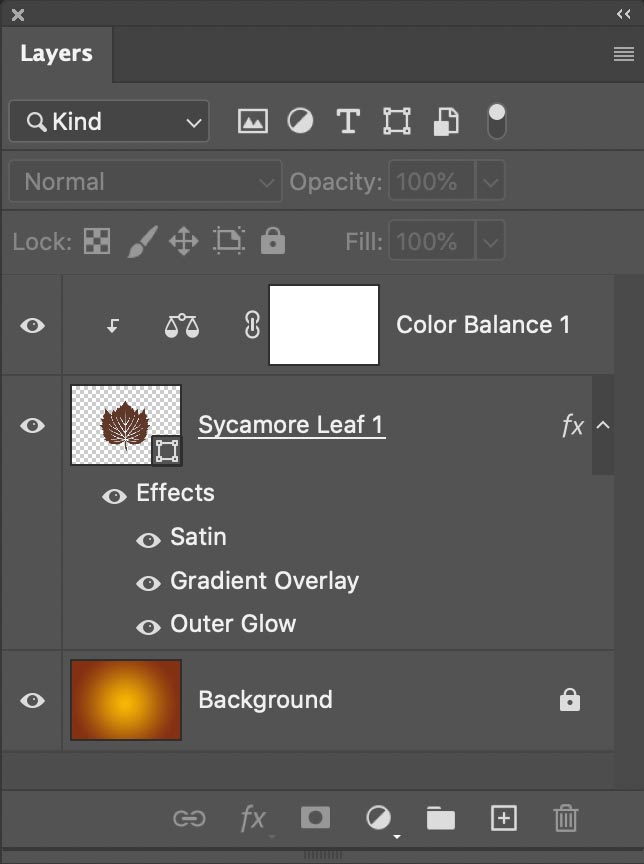 Layers
Kind
Normal Opacity: 100%
Lock: Fill: 100%
Color Balance 1
Sycamore Leaf 1 fx
Effects
Satin
Gradient Overlay
Outer Glow
Background
fx